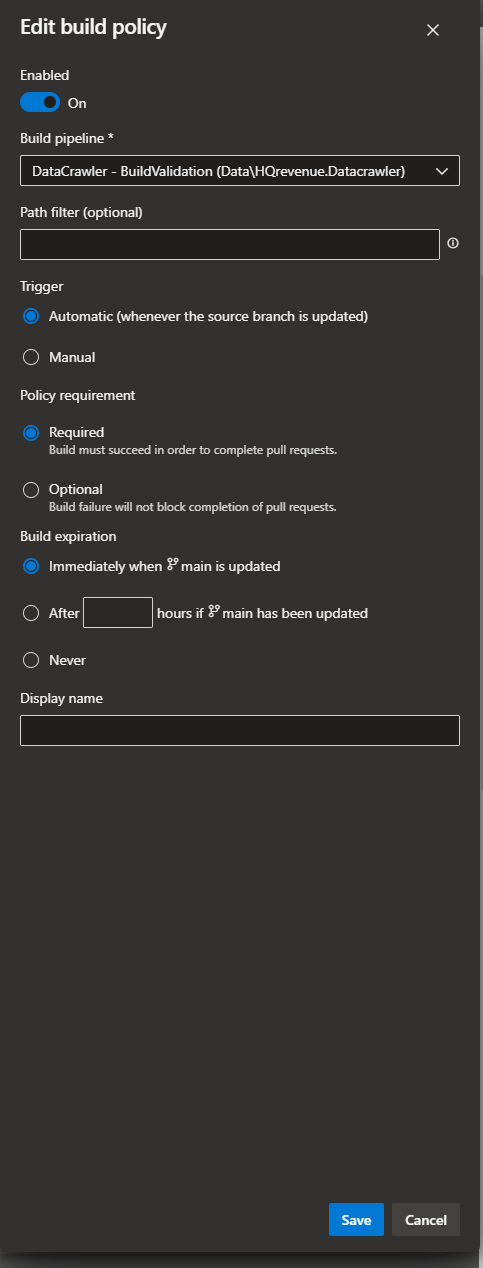 Edit build policy
Enabled
On
Build pipeline *
DataCrawler - BuildValidation (Data\HQrevenue.Datacrawler)
Path filter (optional)
Trigger
Automatic (whenever the source branch is updated)
Manual
Policy requirement
Required
Build must succeed in order to complete pull requests.
Optional
Build failure will not block completion of pull requests.
Build expiration
Immediately when main is updated
After hours if main has been updated
Never
Display name
Save Cancel